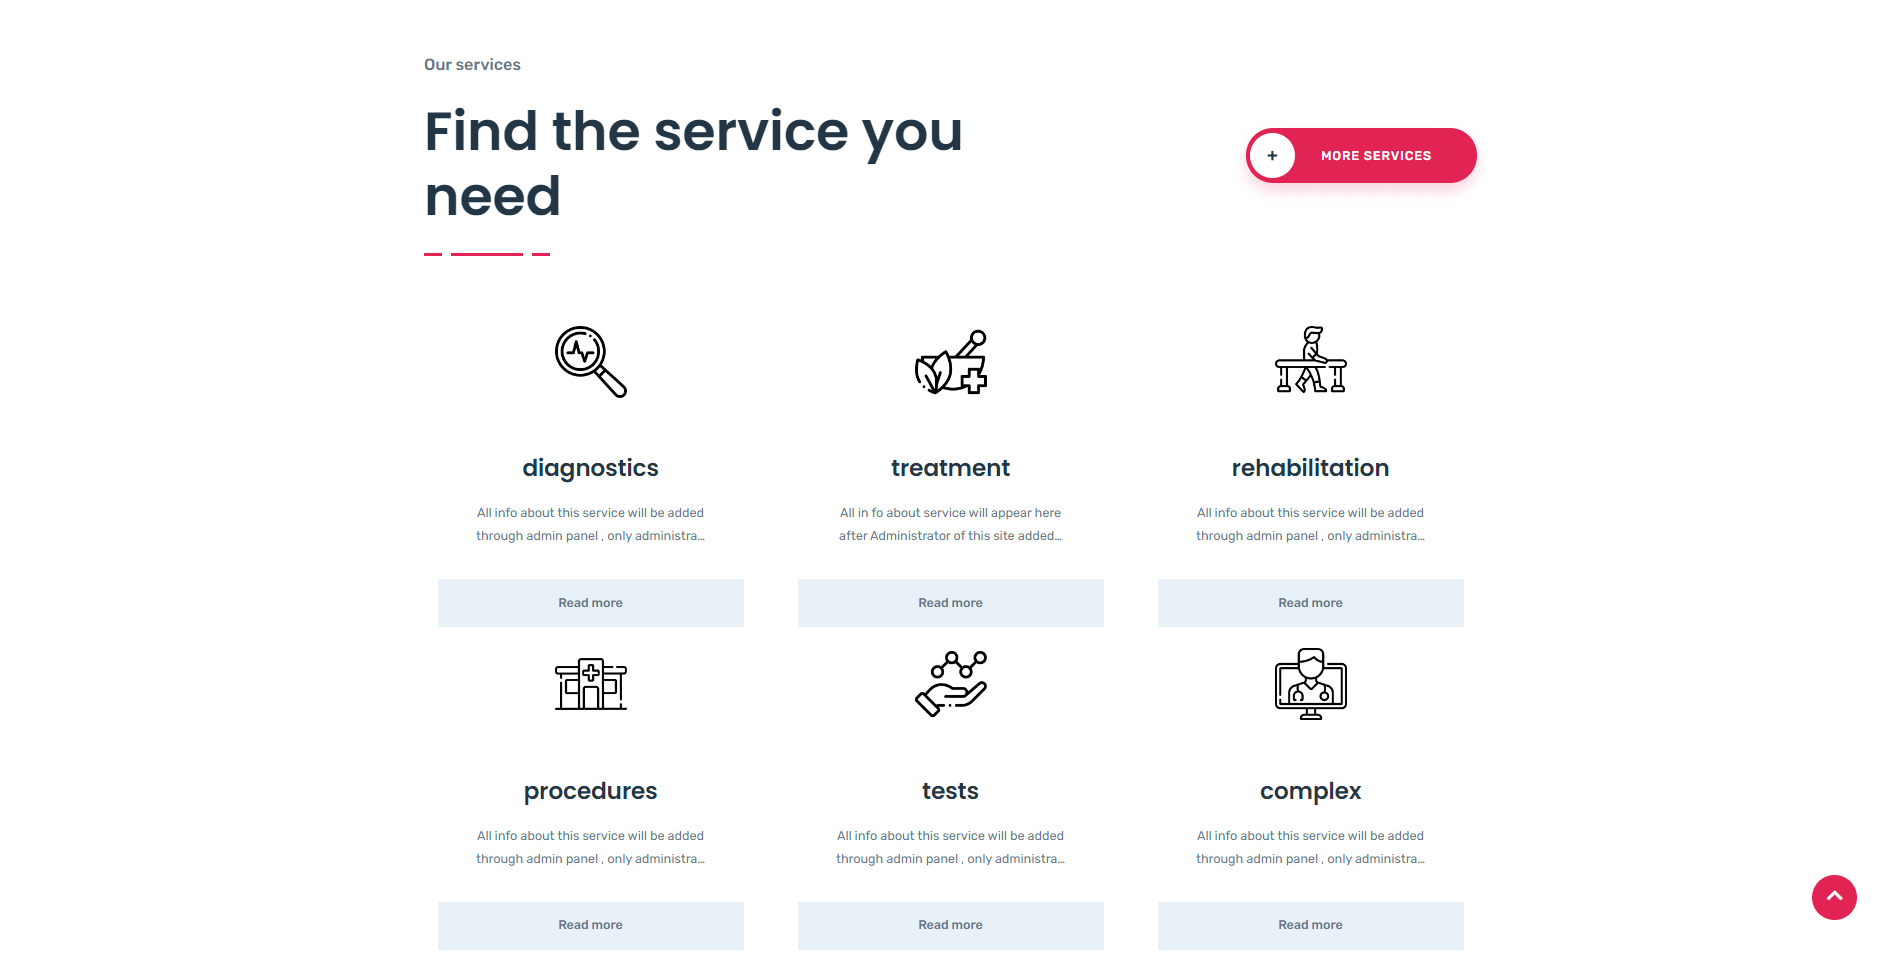 Our services
Find the service you
need
+ MORE SERVICES
diagnostics
All info about this service will be added
through admin panel , only administra...
Read more
treatment
All in fo about service will appear here
after Administrator of this site added...
Read more
rehabilitation
All info about this service will be added
through admin panel , only administra...
Read more
procedures
All info about this service will be added
through admin panel , only administra...
Read more
tests
All info about this service will be added
through admin panel , only administra...
Read more
complex
All info about this service will be added
through admin panel , only administra...
Read more